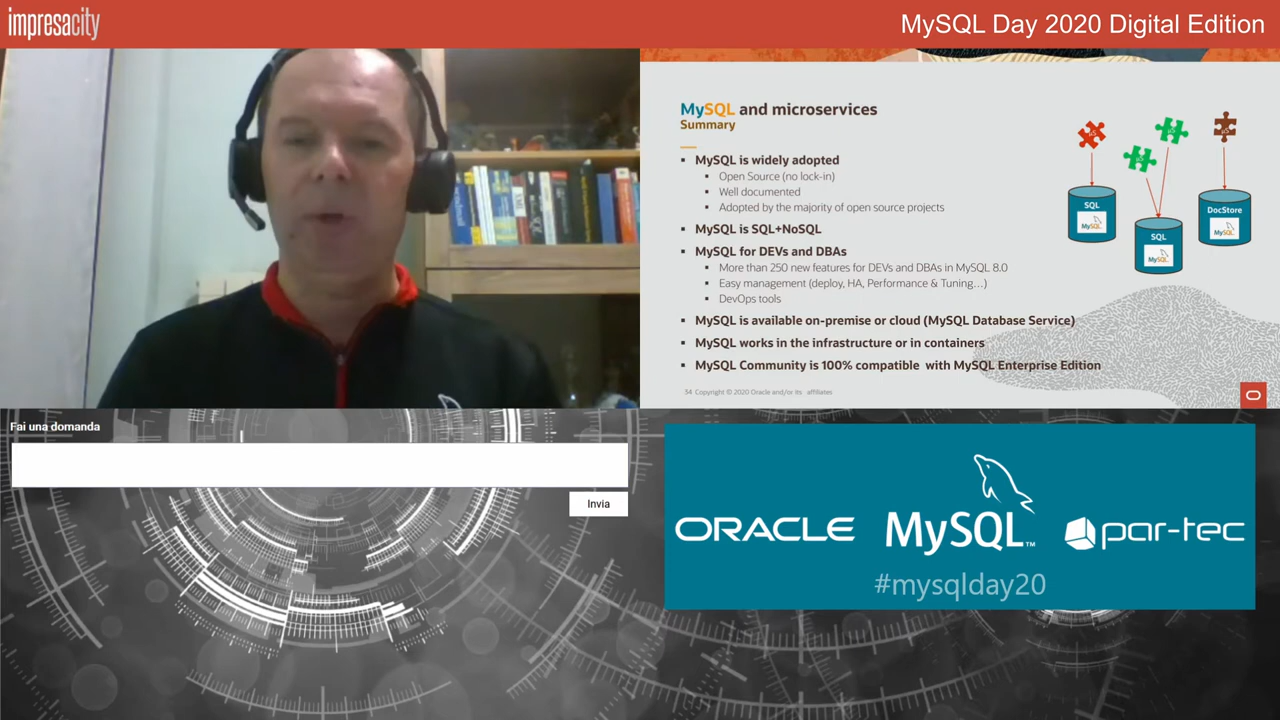 impresacity
MySQL Day 2020 Digital Edition
MySQL and microservices
Summary
MySQL is widely adopted
Open Source (no lock-in)
Well documented
Adopted by the majority of open source projects
MySQL is SQL+NoSQL
MySQL for DEVs and DBAs
More than 250 new features for DEVs and DBAs in MySQL 8.0
Easy management (deploy, HA, Performance & Tuning...)
DevOps tools
MySQL is available on-premise or cloud (MySQL Database Service)
MySQL works in the infrastructure or in containers
MySQL Community is 100% compatible with MySQL Enterprise Edition
54 Copyright © 2020 Oracle and/or its affiliates
SQL
MySQL
SQL
MySQL
DocStore
MySQL
Fai una domanda
Invia
ORACLE
MySQL™
par-tec
#mysqlday20